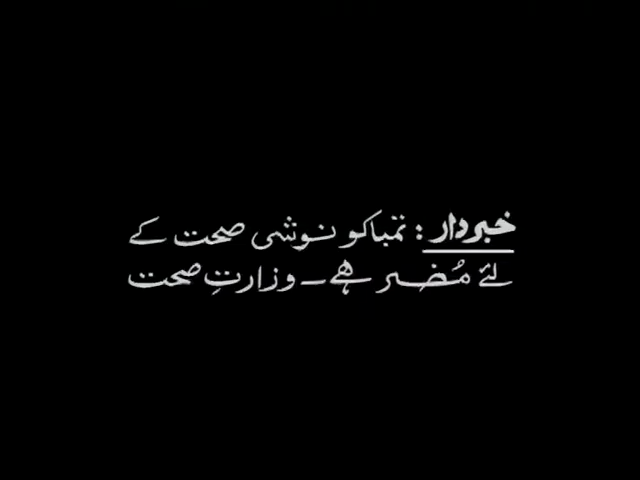 خبردار: تمباکو نوشی صحت کے
لئے مُضر ہے۔ وزارتِ صحت